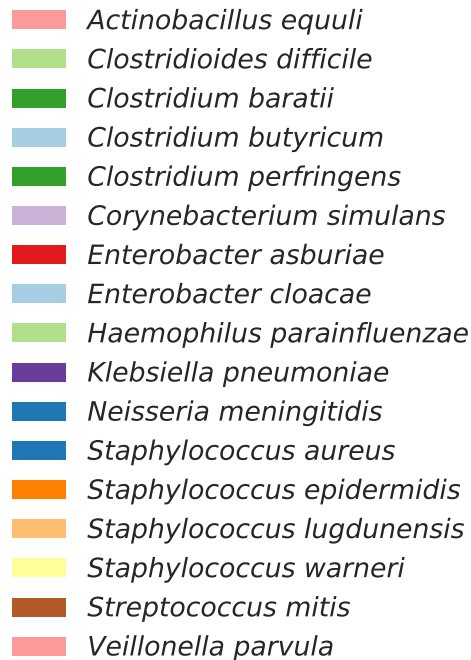 Actinobacillus equuli
Clostridioides difficile
Clostridium baratii
Clostridium butyricum
Clostridium perfringens
Corynebacterium simulans
Enterobacter asburiae
Enterobacter cloacae
Haemophilus parainfluenzae
Klebsiella pneumoniae
Neisseria meningitidis
Staphylococcus aureus
Staphylococcus epidermidis
Staphylococcus lugdunensis
Staphylococcus warneri
Streptococcus mitis
Veillonella parvula